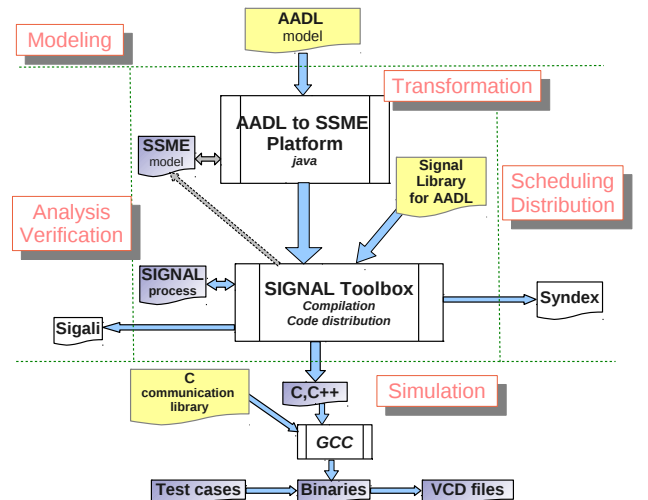 AADL
model
Modeling
Transformation
AADL to SSME
Platform
java
SSME
model
Signal
Library
for AADL
Scheduling
Distribution
Analysis
Verification
SIGNAL
process
SIGNAL Toolbox
Compilation
Code distribution
Syndex
Sigali
C
communication
library
C,C++
Simulation
GCC
Test cases
Binaries
VCD files